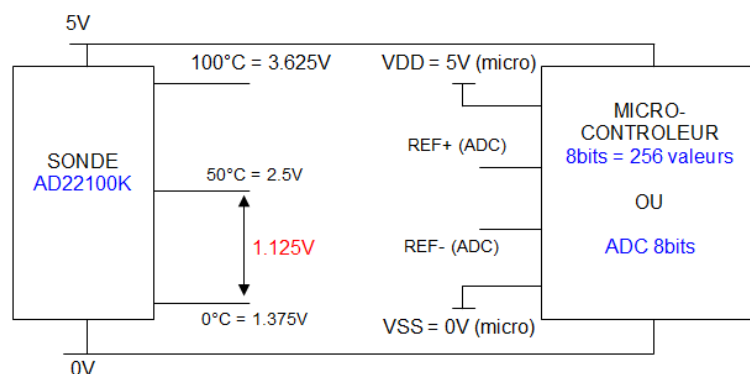 5V
100°C = 3.625V
VDD = 5V (micro)
SONDE
AD22100K
50°C = 2.5V
1.125V
0°C = 1.375V
REF+ (ADC)
REF- (ADC)
VSS = 0V (micro)
MICRO-
CONTROLEUR
8bits = 256 valeurs
OU
ADC 8bits
0V